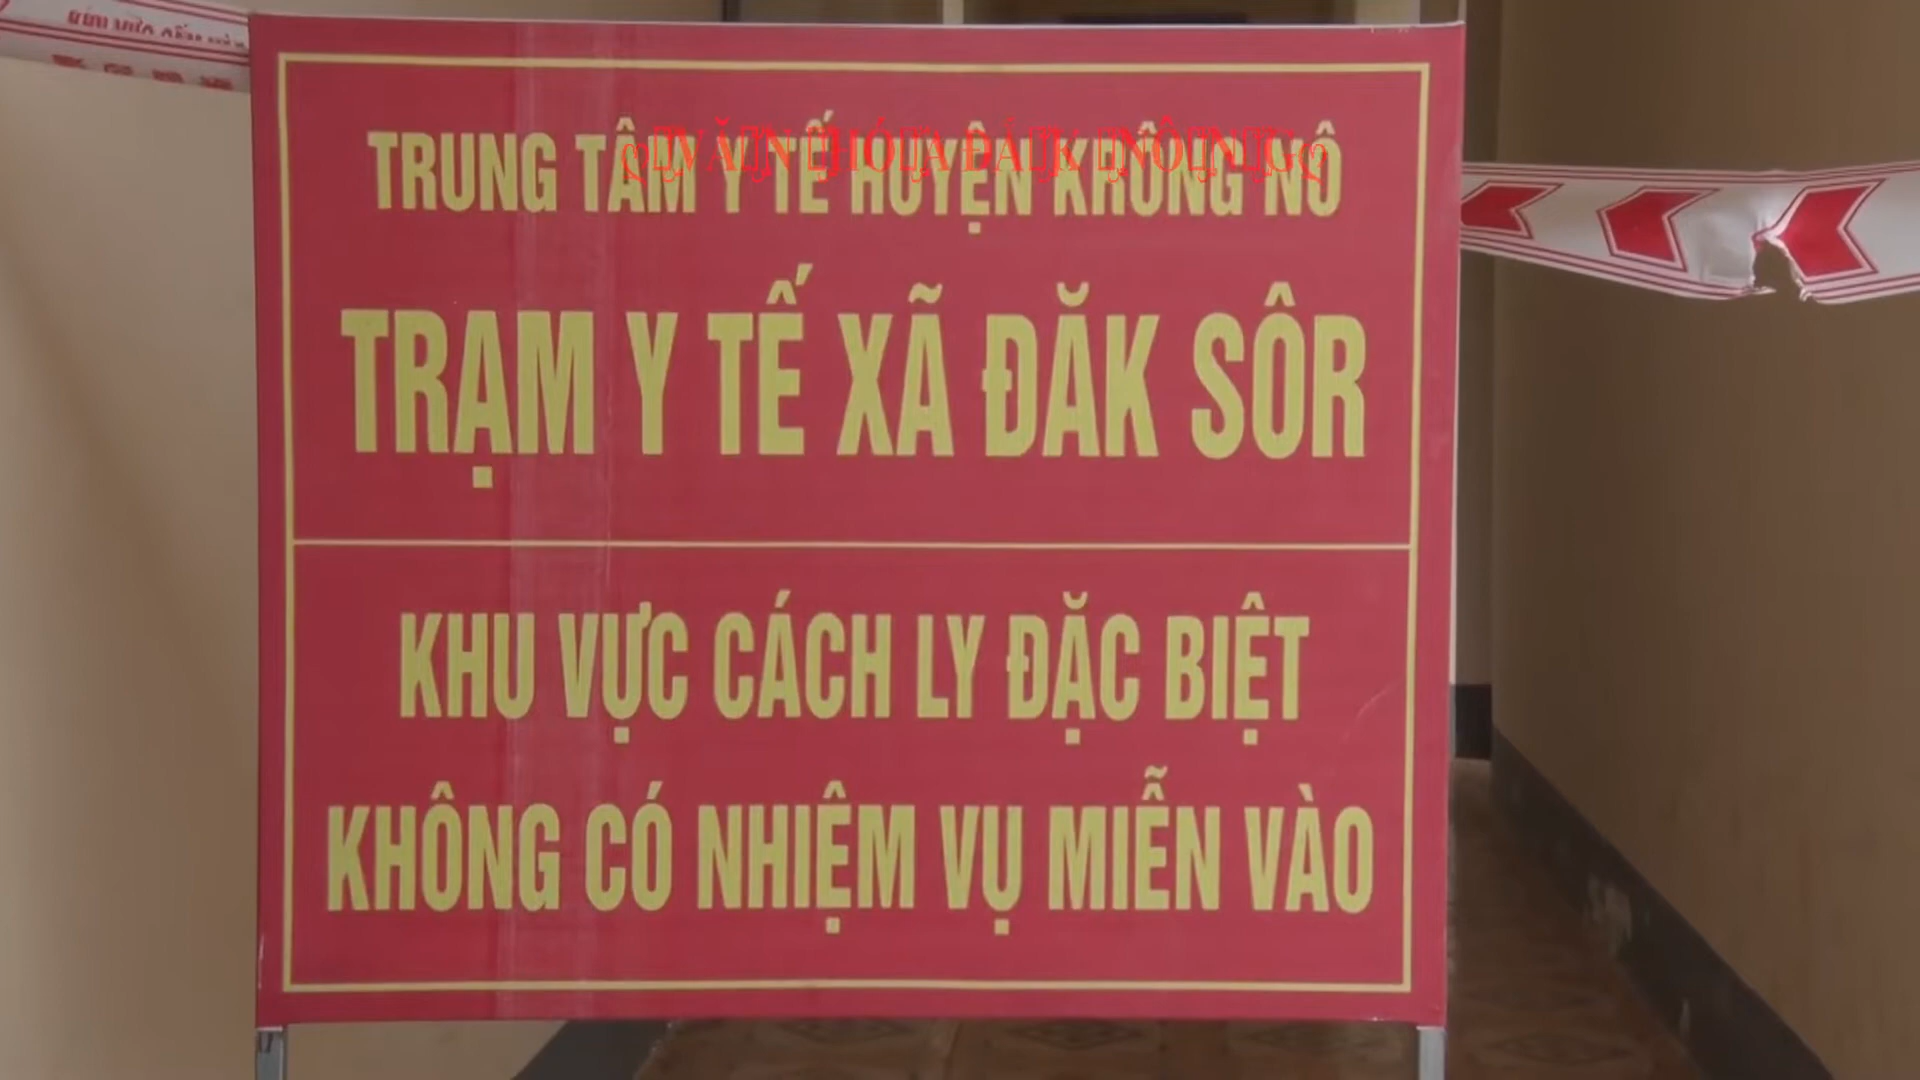 TRUNG TÂM Y TẾ HUYỆN KRÔNG NÔ
TRẠM Y TẾ XÃ ĐĂK SÔR
KHU VỰC CÁCH LY ĐẶC BIỆT
KHÔNG CÓ NHIỆM VỤ MIỄN VÀO